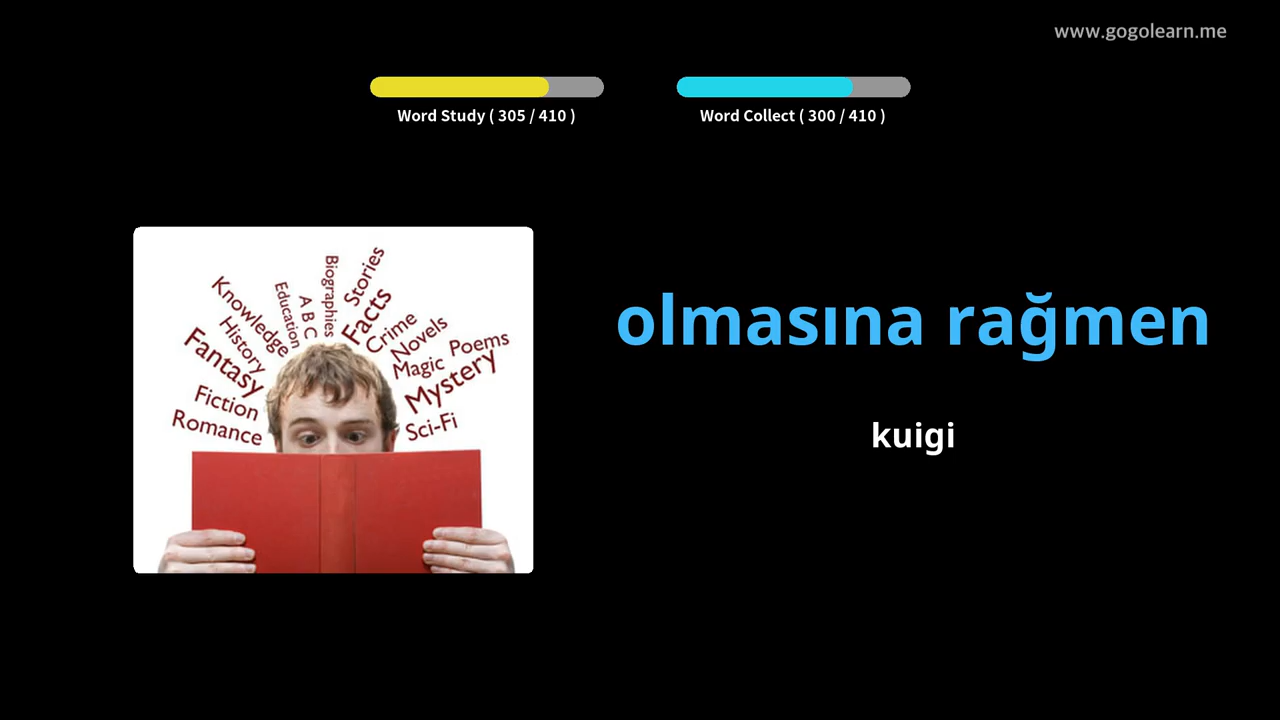 www.gogolearn.me
Word Study ( 305 / 410 )
Word Collect ( 300 / 410 )
olmasına rağmen
kuigi
Knowledge
Education
A B C
Biographies
Stories
Facts
History
Crime
Novels
Fantasy
Magic
Poems
Mystery
Fiction
Romance
Sci-Fi